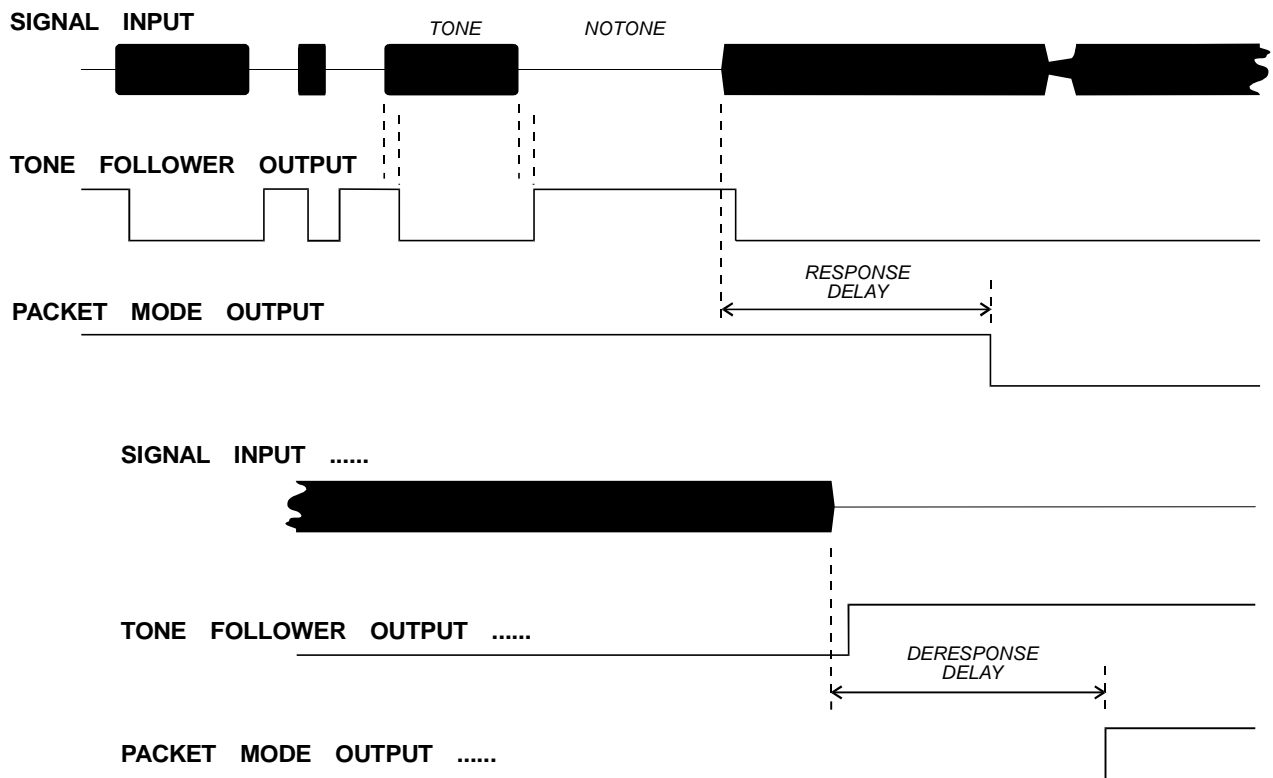 SIGNAL INPUT
TONE
NOTONE
TONE FOLLOWER OUTPUT
RESPONSE
DELAY
PACKET MODE OUTPUT
SIGNAL INPUT ......
TONE FOLLOWER OUTPUT ......
DERESPONSE
DELAY
PACKET MODE OUTPUT ......